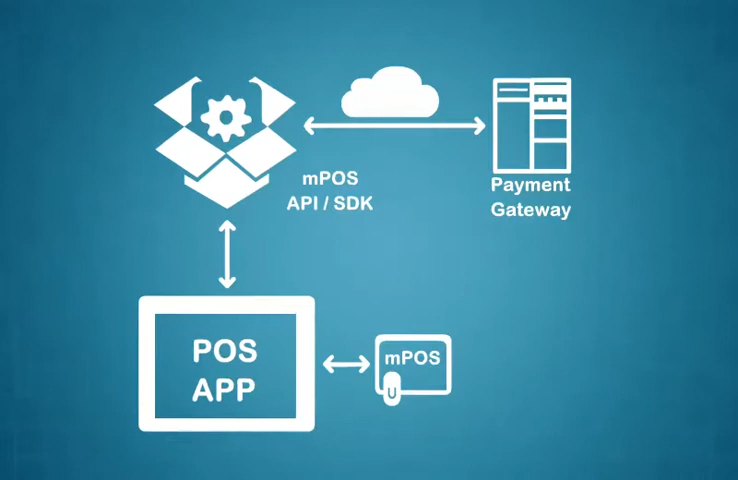 mPOS
API / SDK
Payment
Gateway
POS
APP
mPOS
U